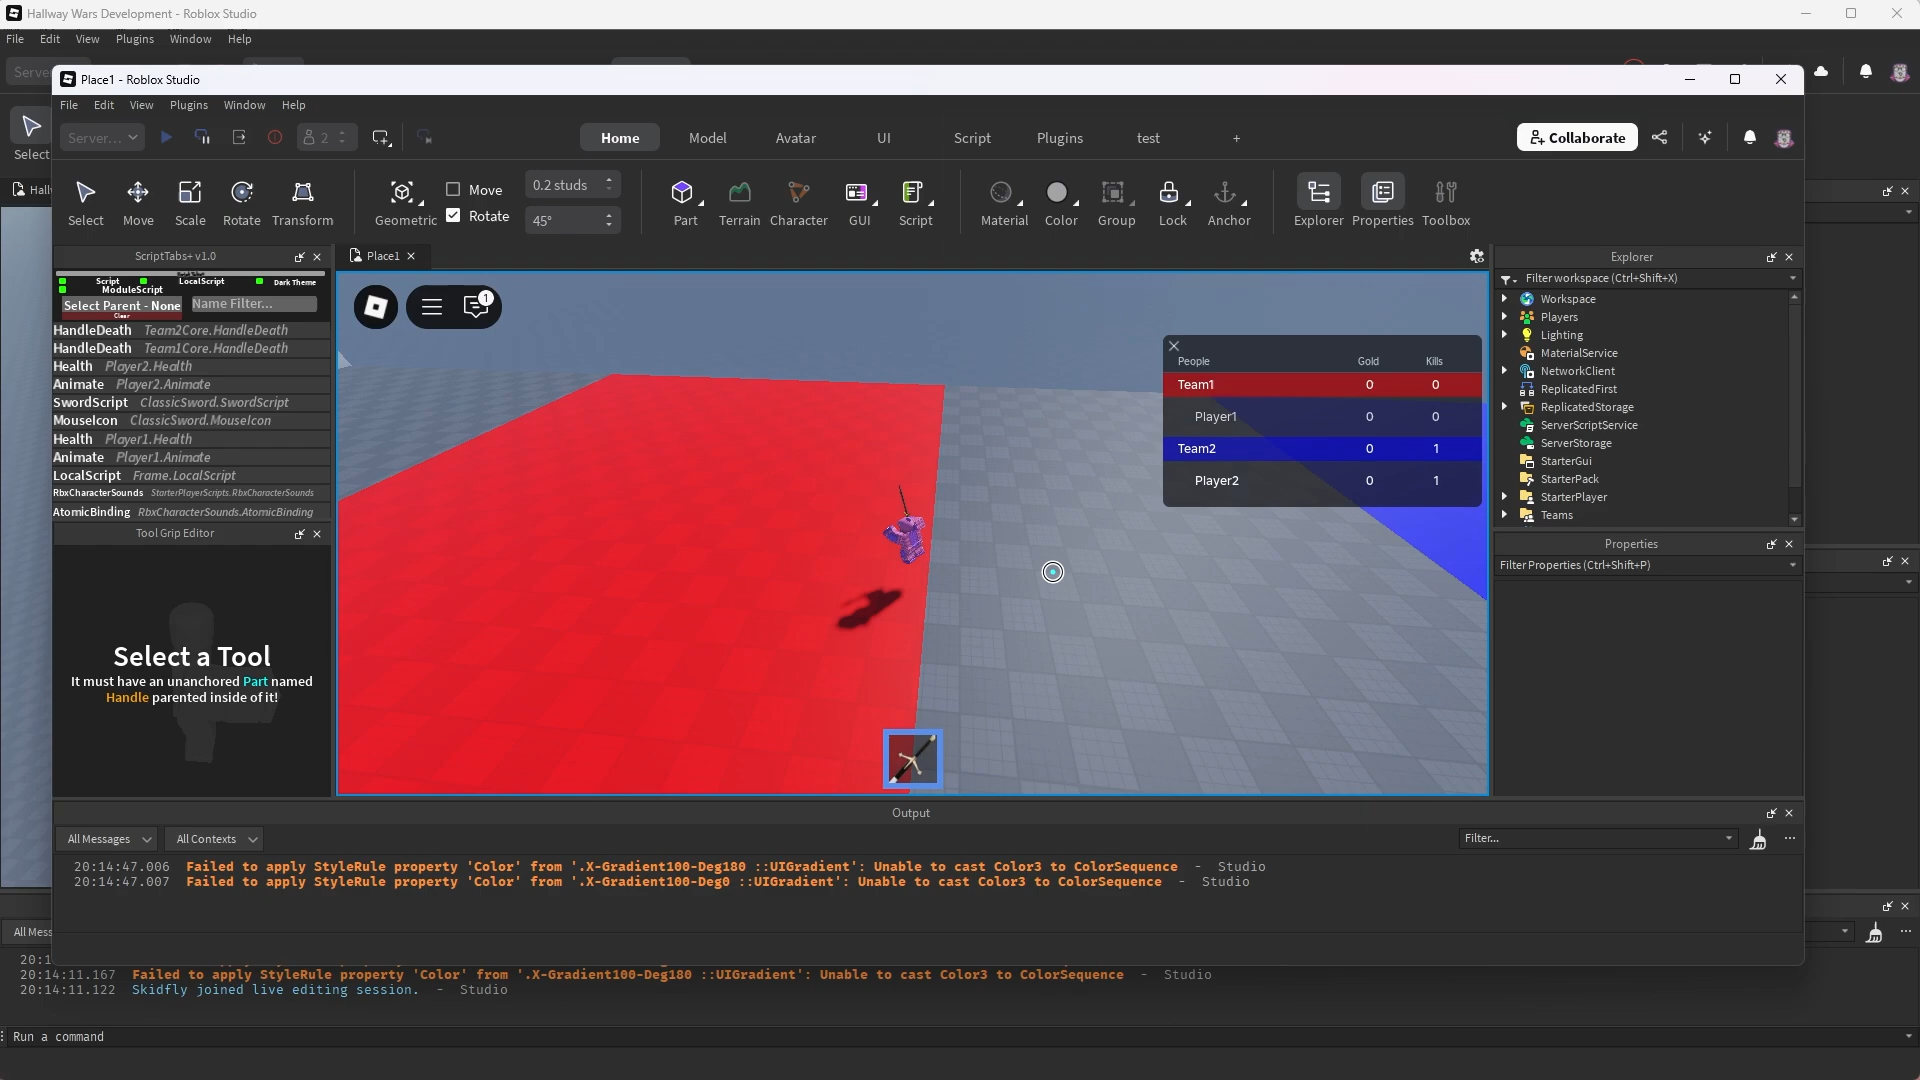 Hallway Wars Development - Roblox Studio
File Edit View Plugins Window Help
Place1 - Roblox Studio
File Edit View Plugins Window Help
Server... 2 Home Model Avatar UI Script Plugins test + Collaborate
Select
Select Move Scale Rotate Transform Geometric Move Rotate 0.2 studs 45° Part Terrain Character GUI Script Material Color Group Lock Anchor Explorer Properties Toolbox
ScriptTabs+ v1.0
Script LocalScript Dark Theme
ModuleScript
Select Parent - None Name Filter...
Clear
HandleDeath Team2Core.HandleDeath
HandleDeath Team1Core.HandleDeath
Health Player2.Health
Animate Player2.Animate
SwordScript ClassicSword.SwordScript
MouseIcon ClassicSword.MouseIcon
Health Player1.Health
Animate Player1.Animate
LocalScript Frame.LocalScript
RbxCharacterSounds StarterPlayerScripts.RbxCharacterSounds
AtomicBinding RbxCharacterSounds.AtomicBinding
Tool Grip Editor
Select a Tool
It must have an unanchored Part named
Handle parented inside of it!
Place1
1
People Gold Kills
Team1 0 0
Player1 0 0
Team2 0 1
Player2 0 1
Explorer
Filter workspace (Ctrl+Shift+X)
Workspace
Players
Lighting
MaterialService
NetworkClient
ReplicatedFirst
ReplicatedStorage
ServerScriptService
ServerStorage
StarterGui
StarterPack
StarterPlayer
Teams
Properties
Filter Properties (Ctrl+Shift+P)
Output
All Messages All Contexts Filter...
20:14:47.006 Failed to apply StyleRule property 'Color' from '.X-Gradient100-Deg180 ::UIGradient': Unable to cast Color3 to ColorSequence - Studio
20:14:47.007 Failed to apply StyleRule property 'Color' from '.X-Gradient100-Deg0 ::UIGradient': Unable to cast Color3 to ColorSequence - Studio
20:14:11.167 Failed to apply StyleRule property 'Color' from '.X-Gradient100-Deg180 ::UIGradient': Unable to cast Color3 to ColorSequence - Studio
20:14:11.122 Skidfly joined live editing session. - Studio
Run a command